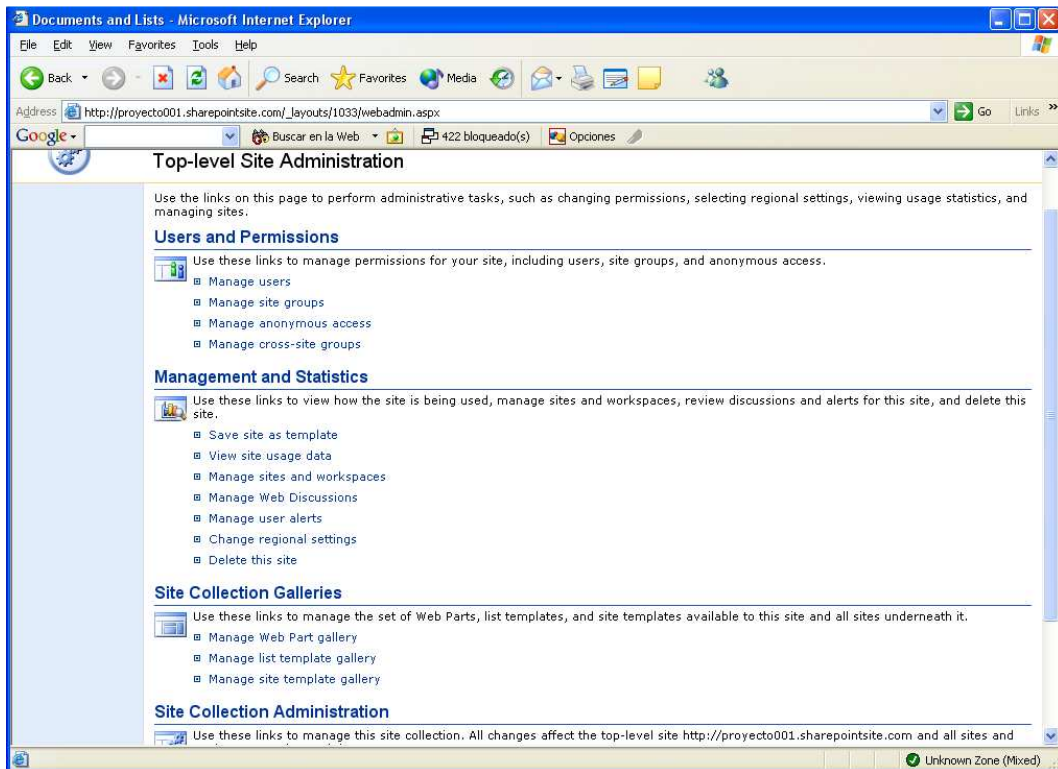 Documents and Lists - Microsoft Internet Explorer
File Edit View Favorites Tools Help
Back Search Favorites Media
Address http://proyecto001.sharepointsite.com/_layouts/1033/webadmin.aspx Go Links »
Google Buscar en la Web 422 bloqueado(s) Opciones
Top-level Site Administration
Use the links on this page to perform administrative tasks, such as changing permissions, selecting regional settings, viewing usage statistics, and
managing sites.
Users and Permissions
Use these links to manage permissions for your site, including users, site groups, and anonymous access.
Manage users
Manage site groups
Manage anonymous access
Manage cross-site groups
Management and Statistics
Use these links to view how the site is being used, manage sites and workspaces, review discussions and alerts for this site, and delete this
site.
Save site as template
View site usage data
Manage sites and workspaces
Manage Web Discussions
Manage user alerts
Change regional settings
Delete this site
Site Collection Galleries
Use these links to manage the set of Web Parts, list templates, and site templates available to this site and all sites underneath it.
Manage Web Part gallery
Manage list template gallery
Manage site template gallery
Site Collection Administration
Use these links to manage this site collection. All changes affect the top-level site http://proyecto001.sharepointsite.com and all sites and
Unknown Zone (Mixed)